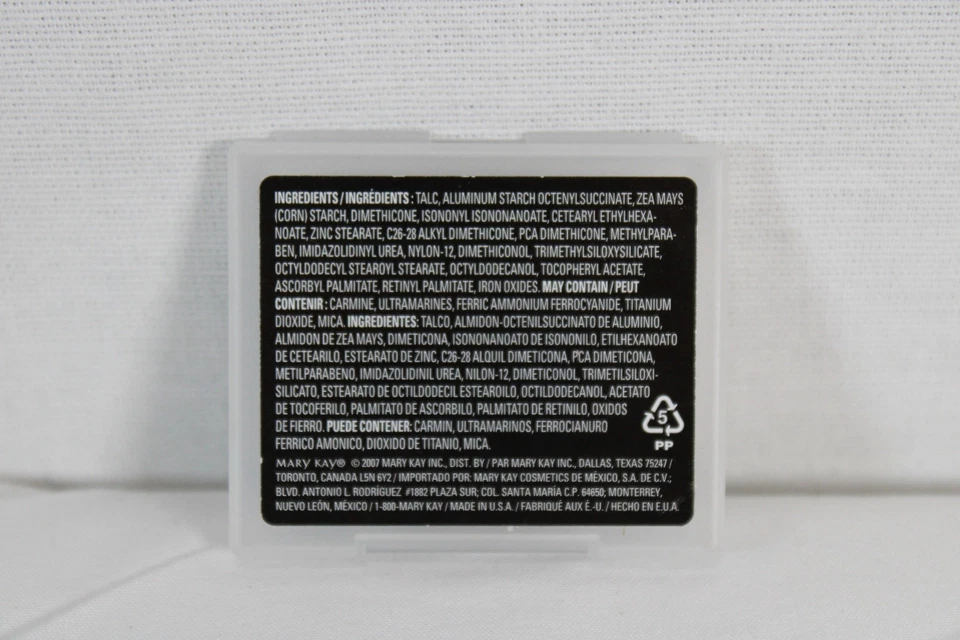 INGREDIENTS / INGRÉDIENTS : TALC, ALUMINUM STARCH OCTENYLSUCCINATE, ZEA MAYS
(CORN) STARCH, DIMETHICONE, ISONONYL ISONONANOATE, CETEARYL ETHYLHEXA-
NOATE, ZINC STEARATE, C26-28 ALKYL DIMETHICONE, PCA DIMETHICONE, METHYLPARA-
BEN, IMIDAZOLIDINYL UREA, NYLON-12, DIMETHICONOL, TRIMETHYLSILOXYSILICATE,
OCTYLDODECYL STEAROYL STEARATE, OCTYLDODECANOL, TOCOPHERYL ACETATE,
ASCORBYL PALMITATE, RETINYL PALMITATE, IRON OXIDES. MAY CONTAIN / PEUT
CONTENIR : CARMINE, ULTRAMARINES, FERRIC AMMONIUM FERROCYANIDE, TITANIUM
DIOXIDE, MICA. INGREDIENTES: TALCO, ALMIDON-OCTENILSUCCINATO DE ALUMINIO,
ALMIDON DE ZEA MAYS, DIMETICONA, ISONONANOATO DE ISONONILO, ETILHEXANOATO
DE CETEARILO, ESTEARATO DE ZINC, C26-28 ALQUIL DIMETICONA, PCA DIMETICONA,
METILPARABENO, IMIDAZOLIDINIL UREA, NILON-12, DIMETICONOL, TRIMETILSILOXI-
SILICATO, ESTEARATO DE OCTILDODECIL ESTEAROILO, OCTILDODECANOL, ACETATO
DE TOCOFERILO, PALMITATO DE ASCORBILO, PALMITATO DE RETINILO, OXIDOS
DE FIERRO. PUEDE CONTENER: CARMIN, ULTRAMARINOS, FERROCIANURO
FERRICO AMONICO, DIOXIDO DE TITANIO, MICA.
5
PP
MARY KAY® © 2007 MARY KAY INC., DIST. BY / PAR MARY KAY INC., DALLAS, TEXAS 75247 /
TORONTO, CANADA L5N 6Y2 / IMPORTADO POR: MARY KAY COSMETICS DE MÉXICO, S.A. DE C.V.;
BLVD. ANTONIO L. RODRÍGUEZ #1882 PLAZA SUR; COL. SANTA MARÍA C.P. 64650; MONTERREY,
NUEVO LEÓN, MÉXICO / 1-800-MARY KAY / MADE IN U.S.A. / FABRIQUÉ AUX É.-U. / HECHO EN E.U.A.